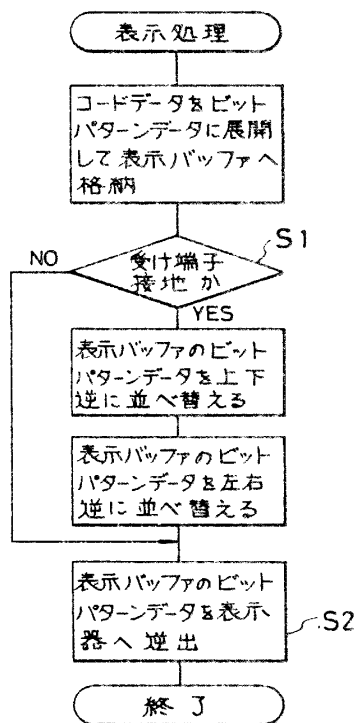 表示処理
コードデータをビット
パターンデータに展開
して表示バッファへ
格納
S1
NO
受け端子
接地か
YES
表示バッファのビット
パターンデータを上下
逆に並べ替える
表示バッファのビット
パターンデータを左右
逆に並べ替える
表示バッファのビット
パターンデータを表示
器へ逆出
S2
終了